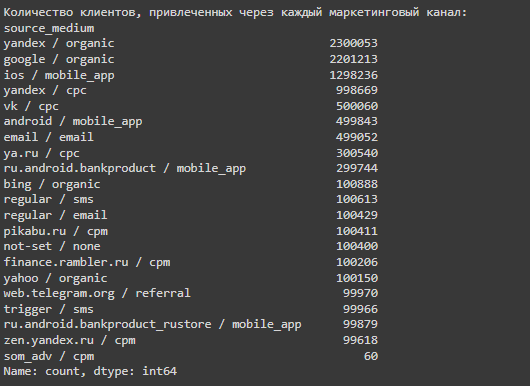 Количество клиентов, привлеченных через каждый маркетинговый канал:
source_medium
yandex / organic 2300053
google / organic 2201213
ios / mobile_app 1298236
yandex / cpc 998669
vk / cpc 500060
android / mobile_app 499843
email / email 499052
ya.ru / cpc 300540
ru.android.bankproduct / mobile_app 299744
bing / organic 100888
regular / sms 100613
regular / email 100429
pikabu.ru / cpm 100411
not-set / none 100400
finance.rambler.ru / cpm 100206
yahoo / organic 100150
web.telegram.org / referral 99970
trigger / sms 99966
ru.android.bankproduct_rustore / mobile_app 99879
zen.yandex.ru / cpm 99618
som_adv / cpm 60
Name: count, dtype: int64